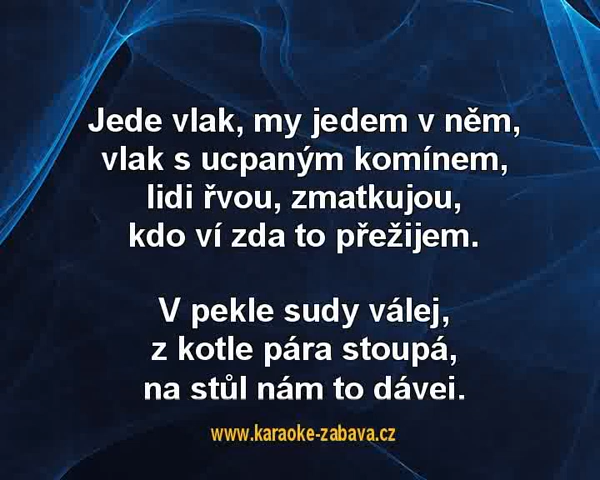 Jede vlak, my jedem v něm,
vlak s ucpaným komínem,
lidi řvou, zmatkujou,
kdo ví zda to přežijem.
V pekle sudy válej,
z kotle pára stoupá,
na stůl nám to dávej.
www.karaoke-zabava.cz